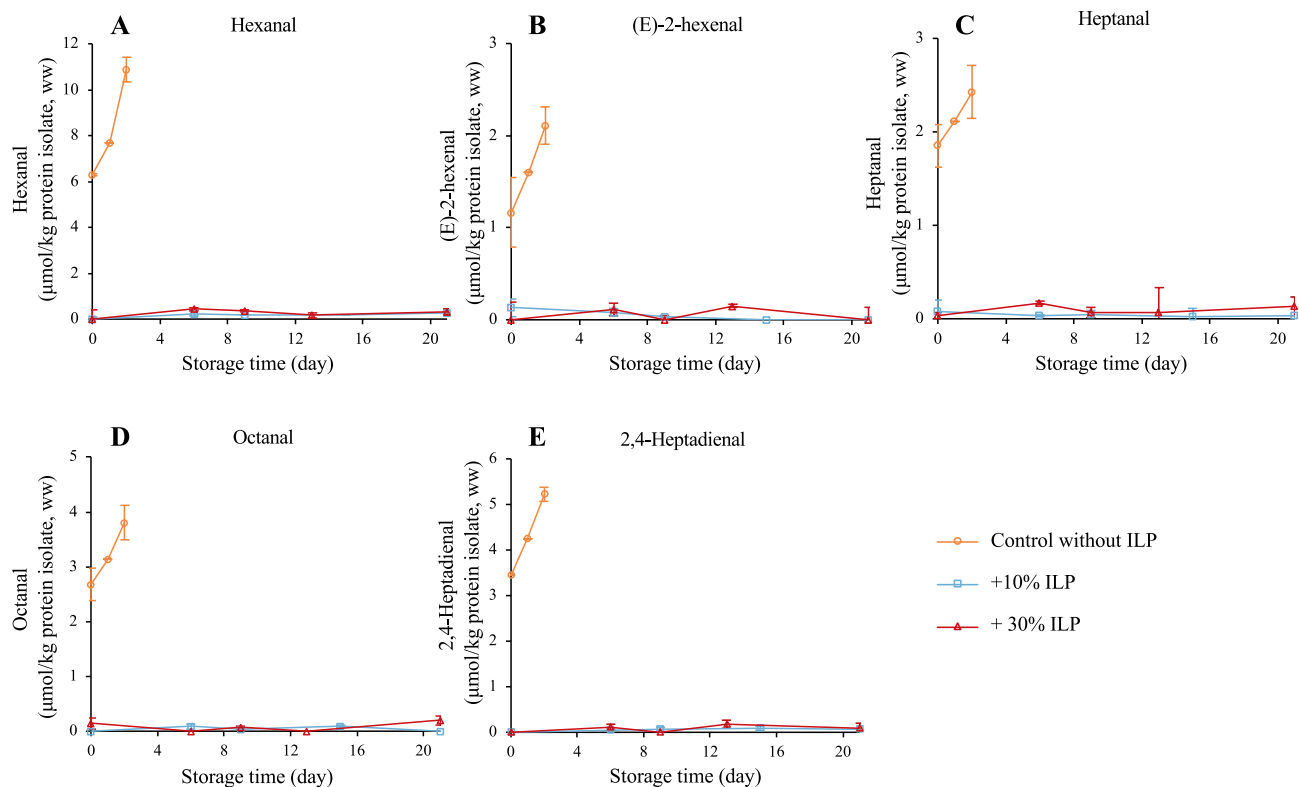 A
Hexanal
Hexanal
(µmol/kg protein isolate, ww)
12
10
8
6
4
2
0
0
4
8
12
16
20
Storage time (day)
B
(E)-2-hexenal
(E)-2-hexenal
(µmol/kg protein isolate, ww)
3
2
1
0
0
4
8
12
16
20
Storage time (day)
C
Heptanal
Heptanal
(µmol/kg protein isolate, ww)
3
2
1
0
0
4
8
12
16
20
Storage time (day)
D
Octanal
Octanal
(µmol/kg protein isolate, ww)
5
4
3
2
1
0
0
4
8
12
16
20
Storage time (day)
E
2,4-Heptadienal
2,4-Heptadienal
(µmol/kg protein isolate, ww)
6
5
4
3
2
1
0
0
4
8
12
16
20
Storage time (day)
Control without ILP
+10% ILP
+ 30% ILP